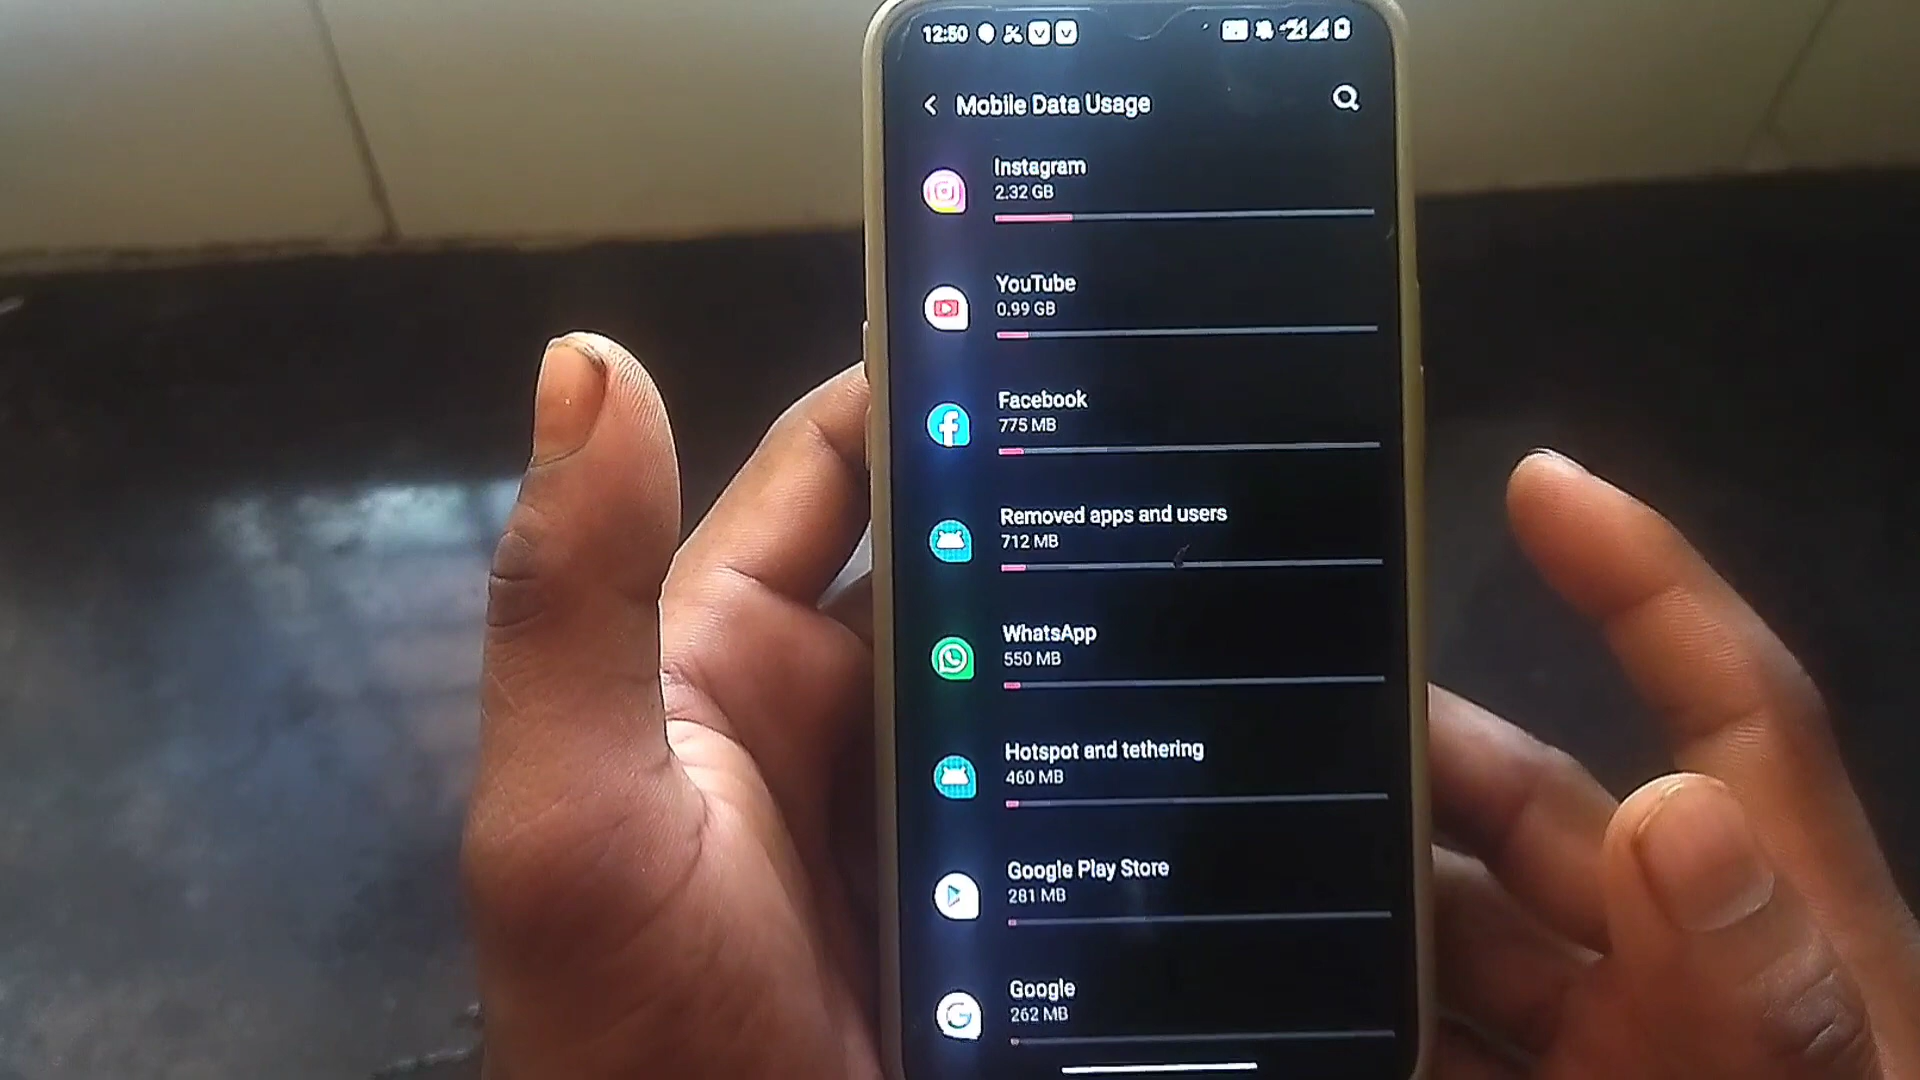 12:50
Mobile Data Usage
Instagram
2.32 GB
YouTube
0.99 GB
Facebook
775 MB
Removed apps and users
712 MB
WhatsApp
550 MB
Hotspot and tethering
460 MB
Google Play Store
281 MB
Google
262 MB